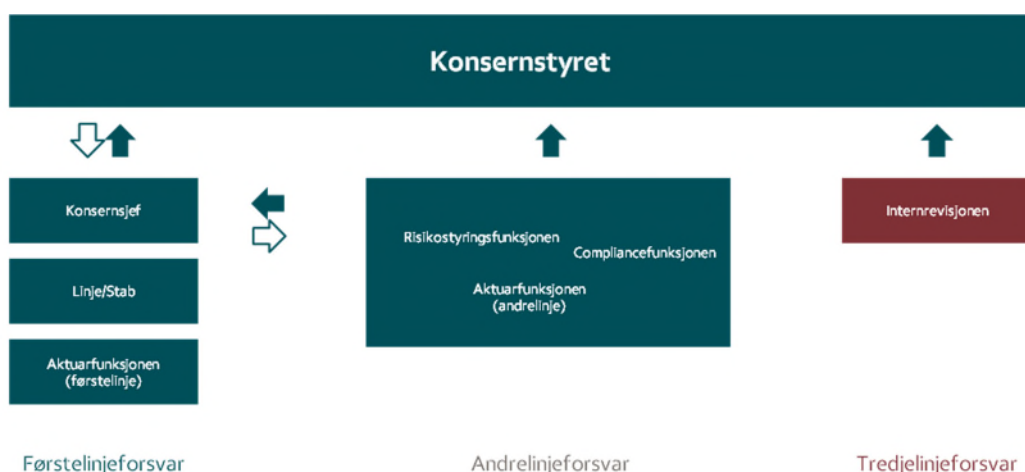 Konsernstyret
Konsernsjef
Linje/Stab
Aktuarfunksjonen
(førstelinje)
Risikostyringsfunksjonen
Compliancefunksjonen
Aktuarfunksjonen
(andrelinje)
Internrevisjonen
Førstelinjeforsvar
Andrelinjeforsvar
Tredjelinjeforsvar